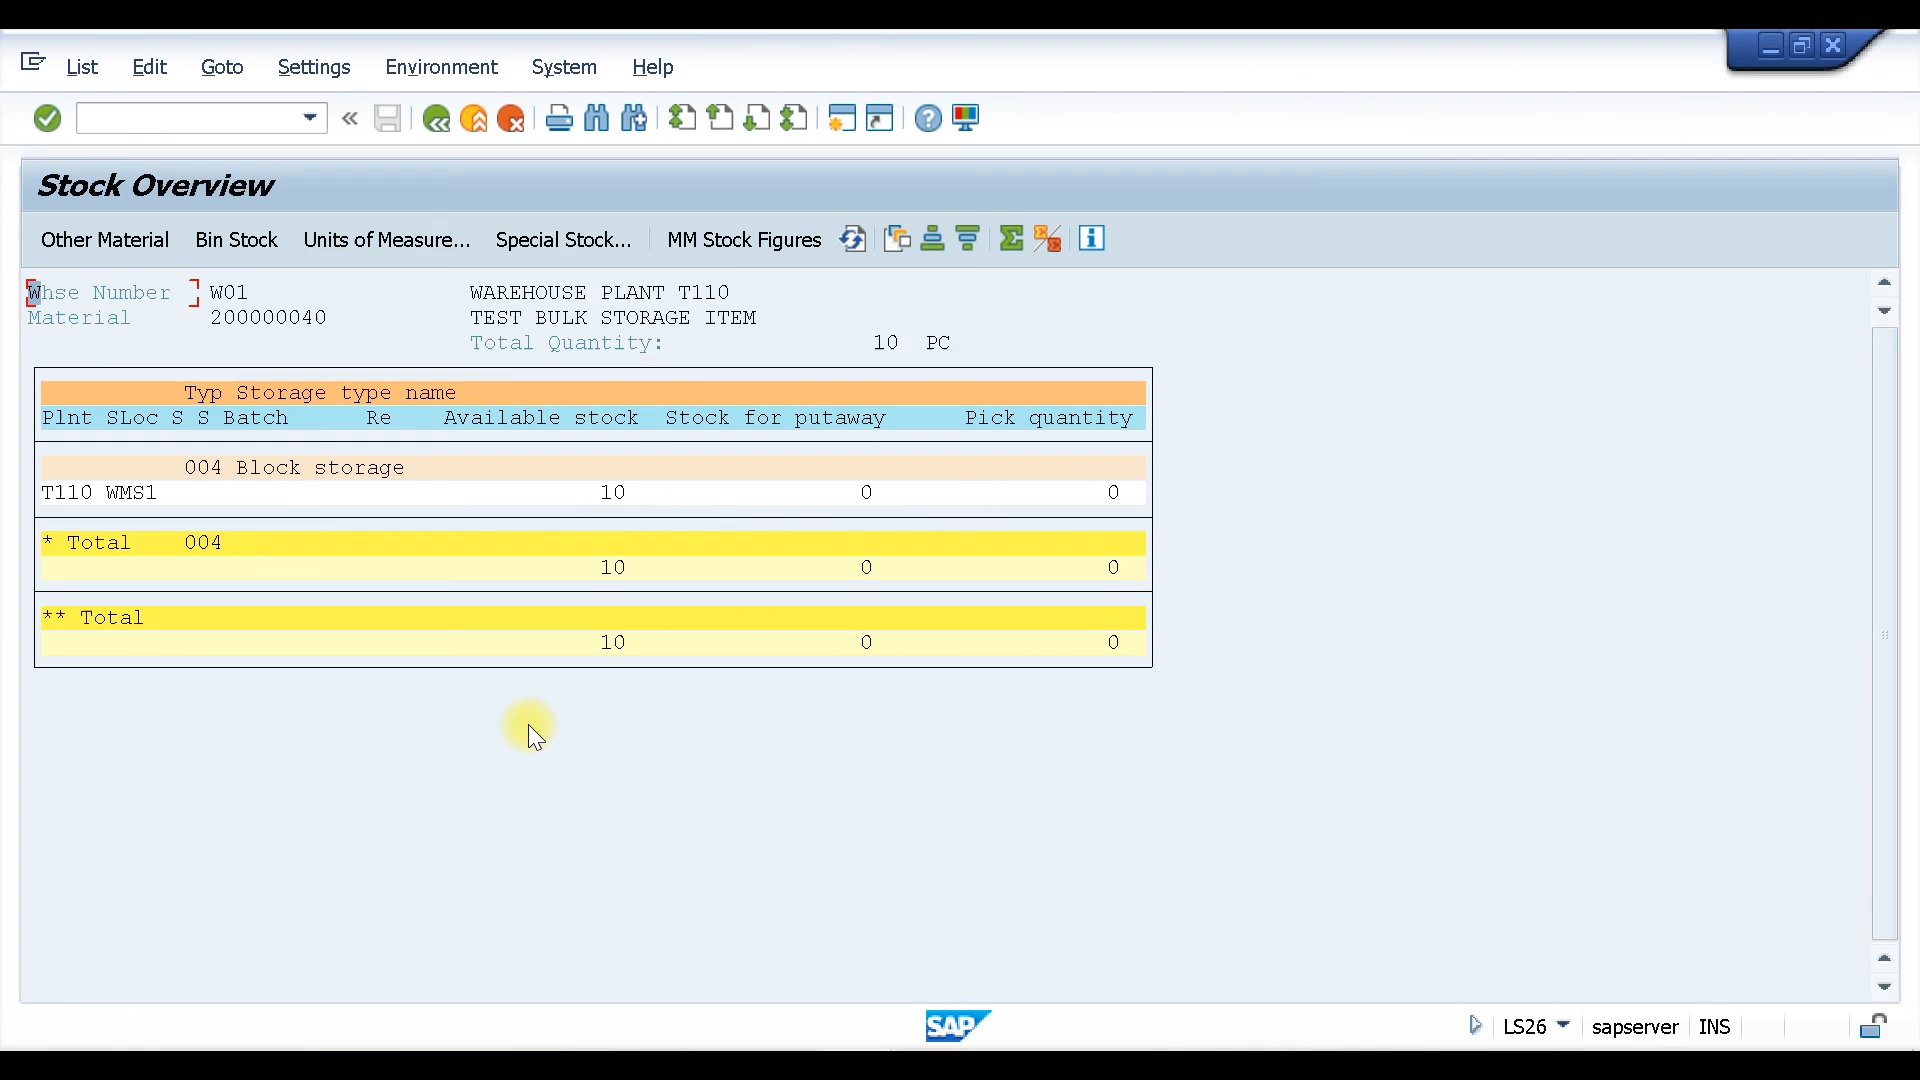 List Edit Goto Settings Environment System Help
Stock Overview
Other Material Bin Stock Units of Measure... Special Stock... MM Stock Figures
Whse Number W01 WAREHOUSE PLANT T110
Material 200000040 TEST BULK STORAGE ITEM
Total Quantity: 10 PC
Typ Storage type name
Plnt SLoc S S Batch Re Available stock Stock for putaway Pick quantity
004 Block storage
T110 WMS1 10 0 0
* Total 004
10 0 0
** Total
10 0 0
SAP LS26 sapserver INS